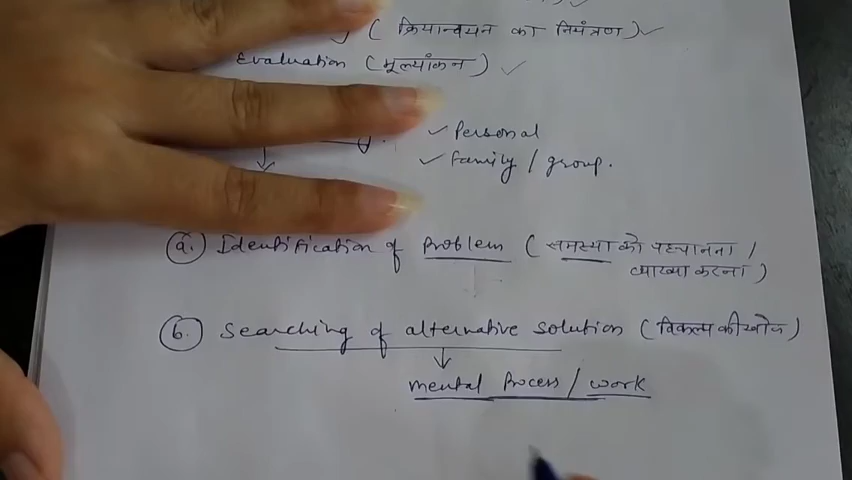 ( क्रियान्वयन का नियंत्रण ) ✓
Evaluation ( मूल्यांकन ) ✓
✓ Personal
✓ Family / group.
(a.) Identification of Problem ( समस्या को पहचानना /
व्याख्या करना )
(b.) Searching of alternative solution ( विकल्प की खोज )
mental Process / work